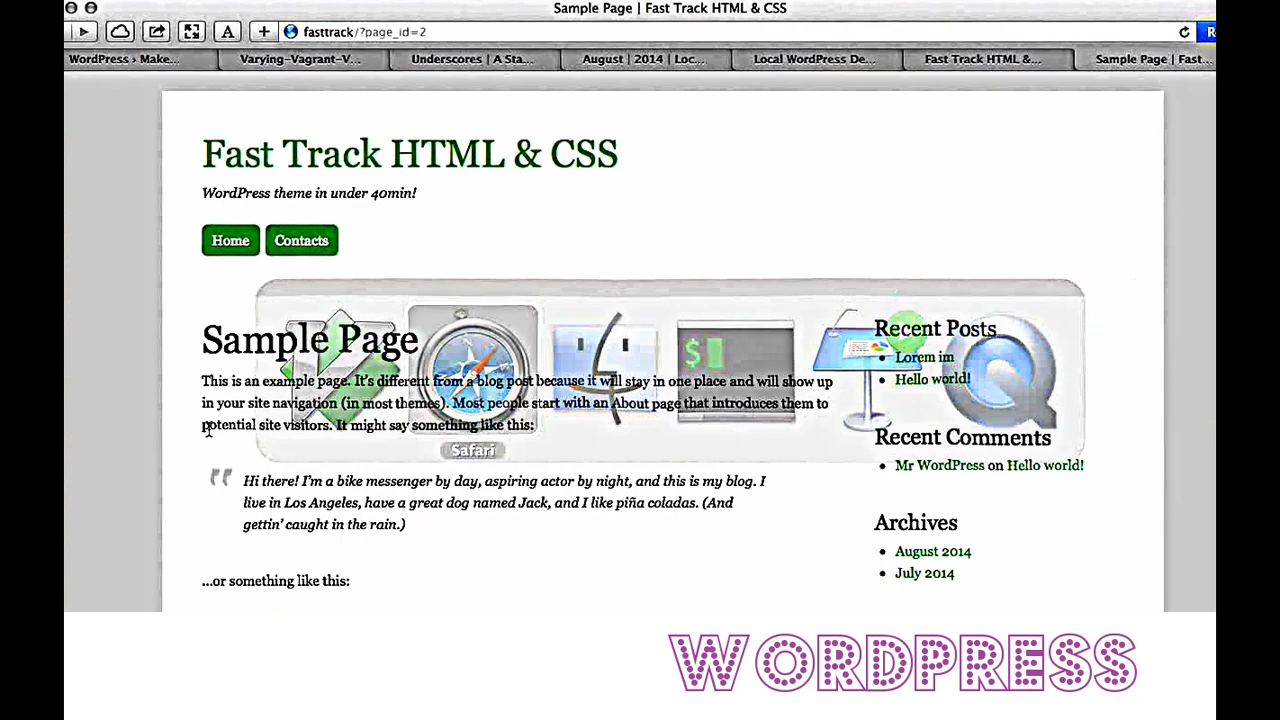 Sample Page | Fast Track HTML & CSS
A + fasttrack/?page_id=2
WordPress › Make... Varying-Vagrant-V... Underscores | A Sta... August | 2014 | Loc... Local WordPress De... Fast Track HTML &... Sample Page | Fast...
Fast Track HTML & CSS
WordPress theme in under 40min!
Home Contacts
Sample Page
This is an example page. It's different from a blog post because it will stay in one place and will show up
in your site navigation (in most themes). Most people start with an About page that introduces them to
potential site visitors. It might say something like this:
Safari
Hi there! I'm a bike messenger by day, aspiring actor by night, and this is my blog. I
live in Los Angeles, have a great dog named Jack, and I like piña coladas. (And
gettin' caught in the rain.)
...or something like this:
Recent Posts
Lorem im
Hello world!
Recent Comments
Mr WordPress on Hello world!
Archives
August 2014
July 2014
WORDPRESS